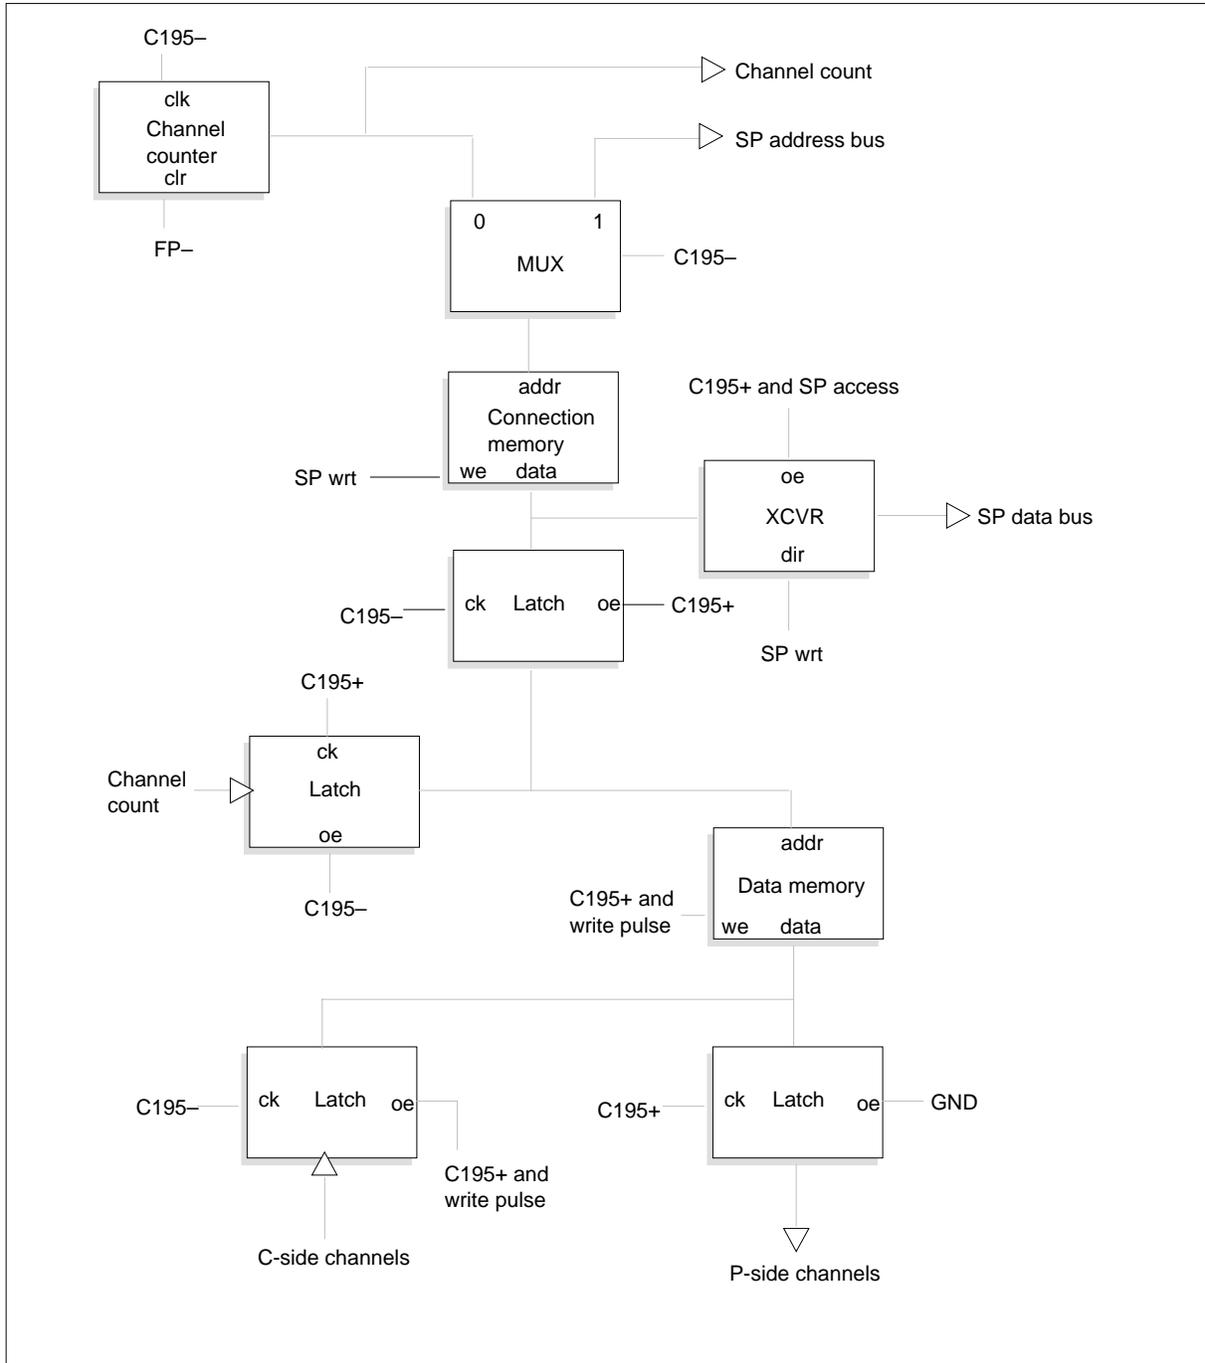 C195–
clk
Channel
counter
clr
FP–
Channel count
SP address bus
0 1
MUX
C195–
addr
Connection
memory
we data
SP wrt
C195+ and SP access
oe
XCVR
dir
SP data bus
SP wrt
C195–
ck Latch oe
C195+
C195+
ck
Latch
oe
Channel
count
C195–
addr
Data memory
we data
C195+ and
write pulse
C195–
ck Latch oe
C195+ and
write pulse
C-side channels
C195+
ck Latch oe
GND
P-side channels